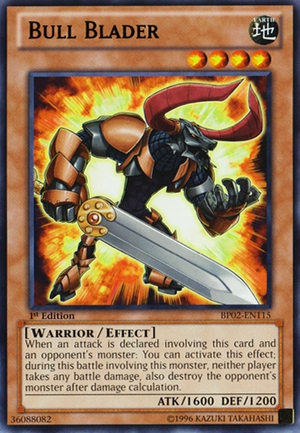 BULL BLADER
EARTH
地
1st Edition
BP02-EN115
[WARRIOR / EFFECT]
When an attack is declared involving this card and
an opponent's monster: You can activate this effect;
during this battle involving this monster, neither player
takes any battle damage, also destroy the opponent's
monster after damage calculation.
ATK/1600 DEF/1200
36088082
©1996 KAZUKI TAKAHASHI